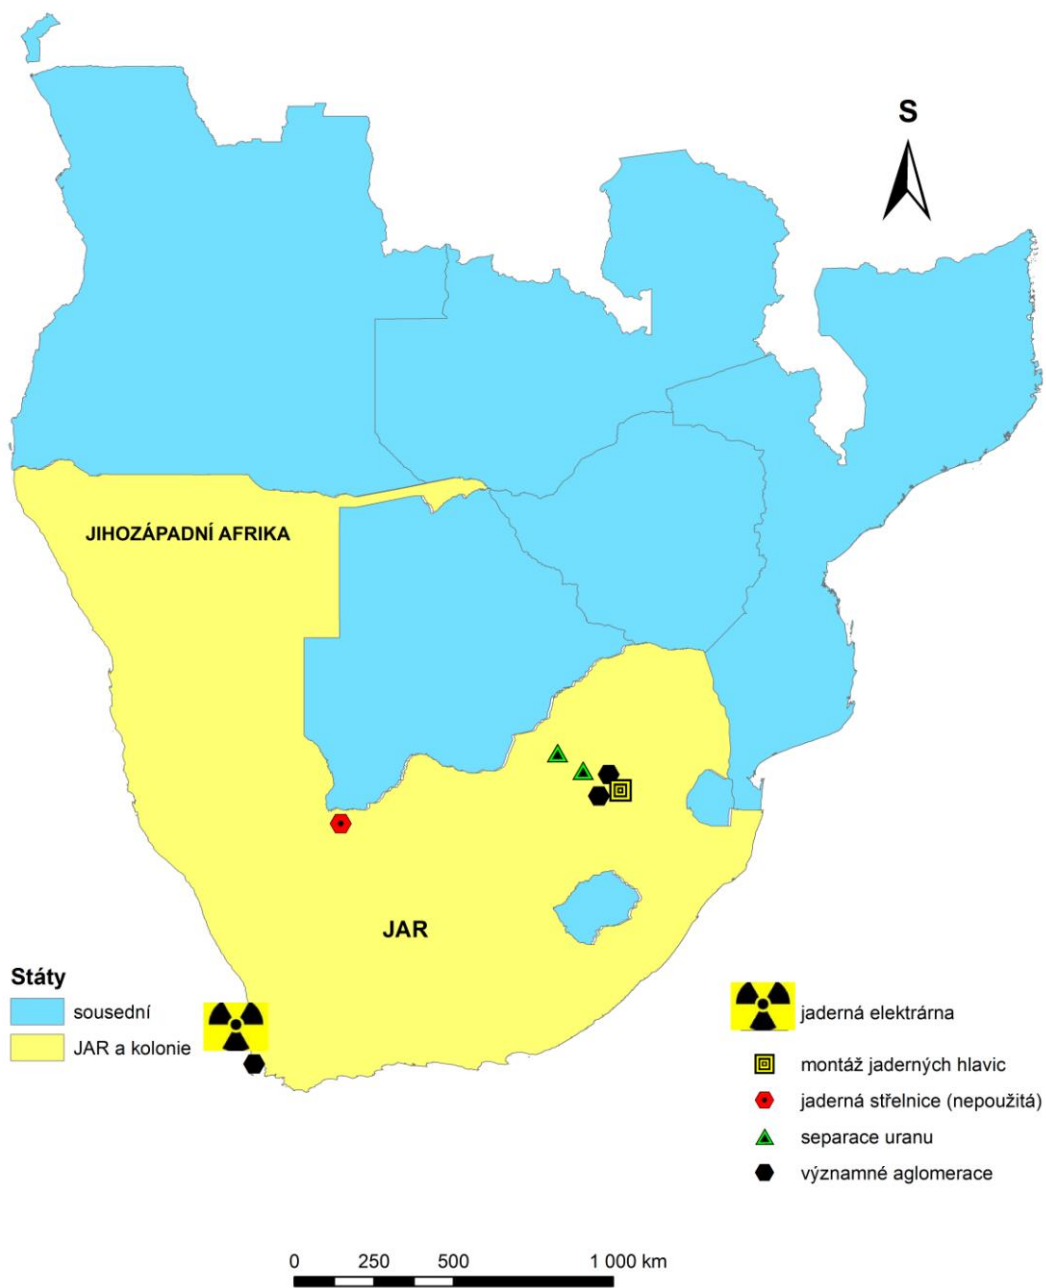 S
JIHOZÁPADNÍ AFRIKA
JAR
Státy
sousední
JAR a kolonie
jaderná elektrárna
montáž jaderných hlavic
jaderná střelnice (nepoužitá)
separace uranu
významné aglomerace
0 250 500 1 000 km